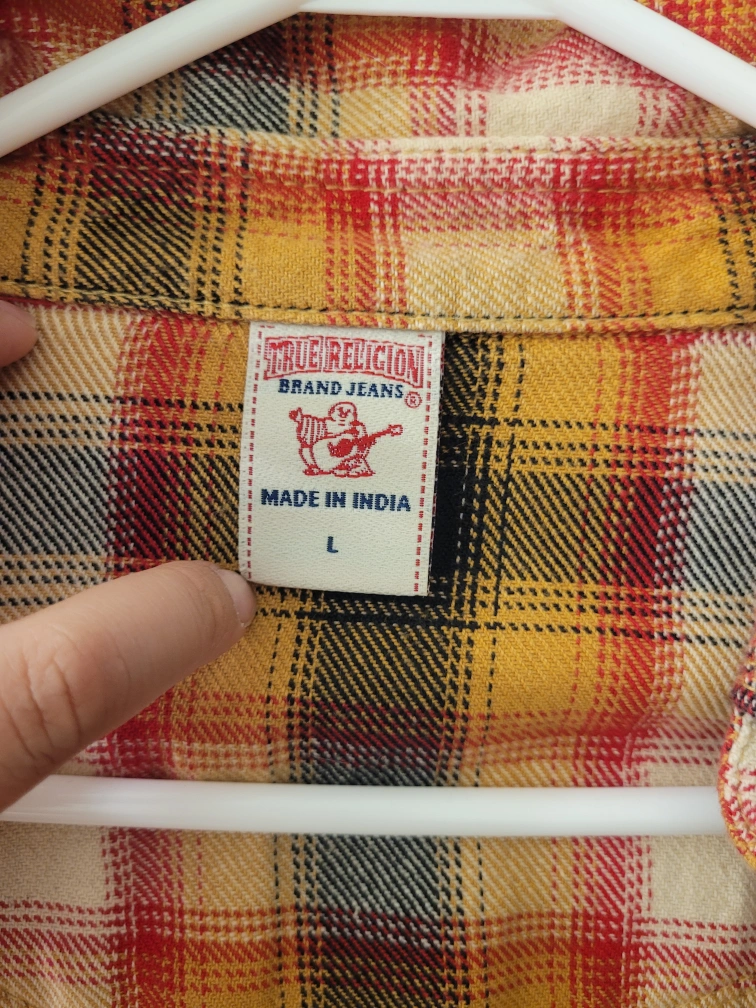 TRUE RELIGION
BRAND JEANS
®
MADE IN INDIA
L